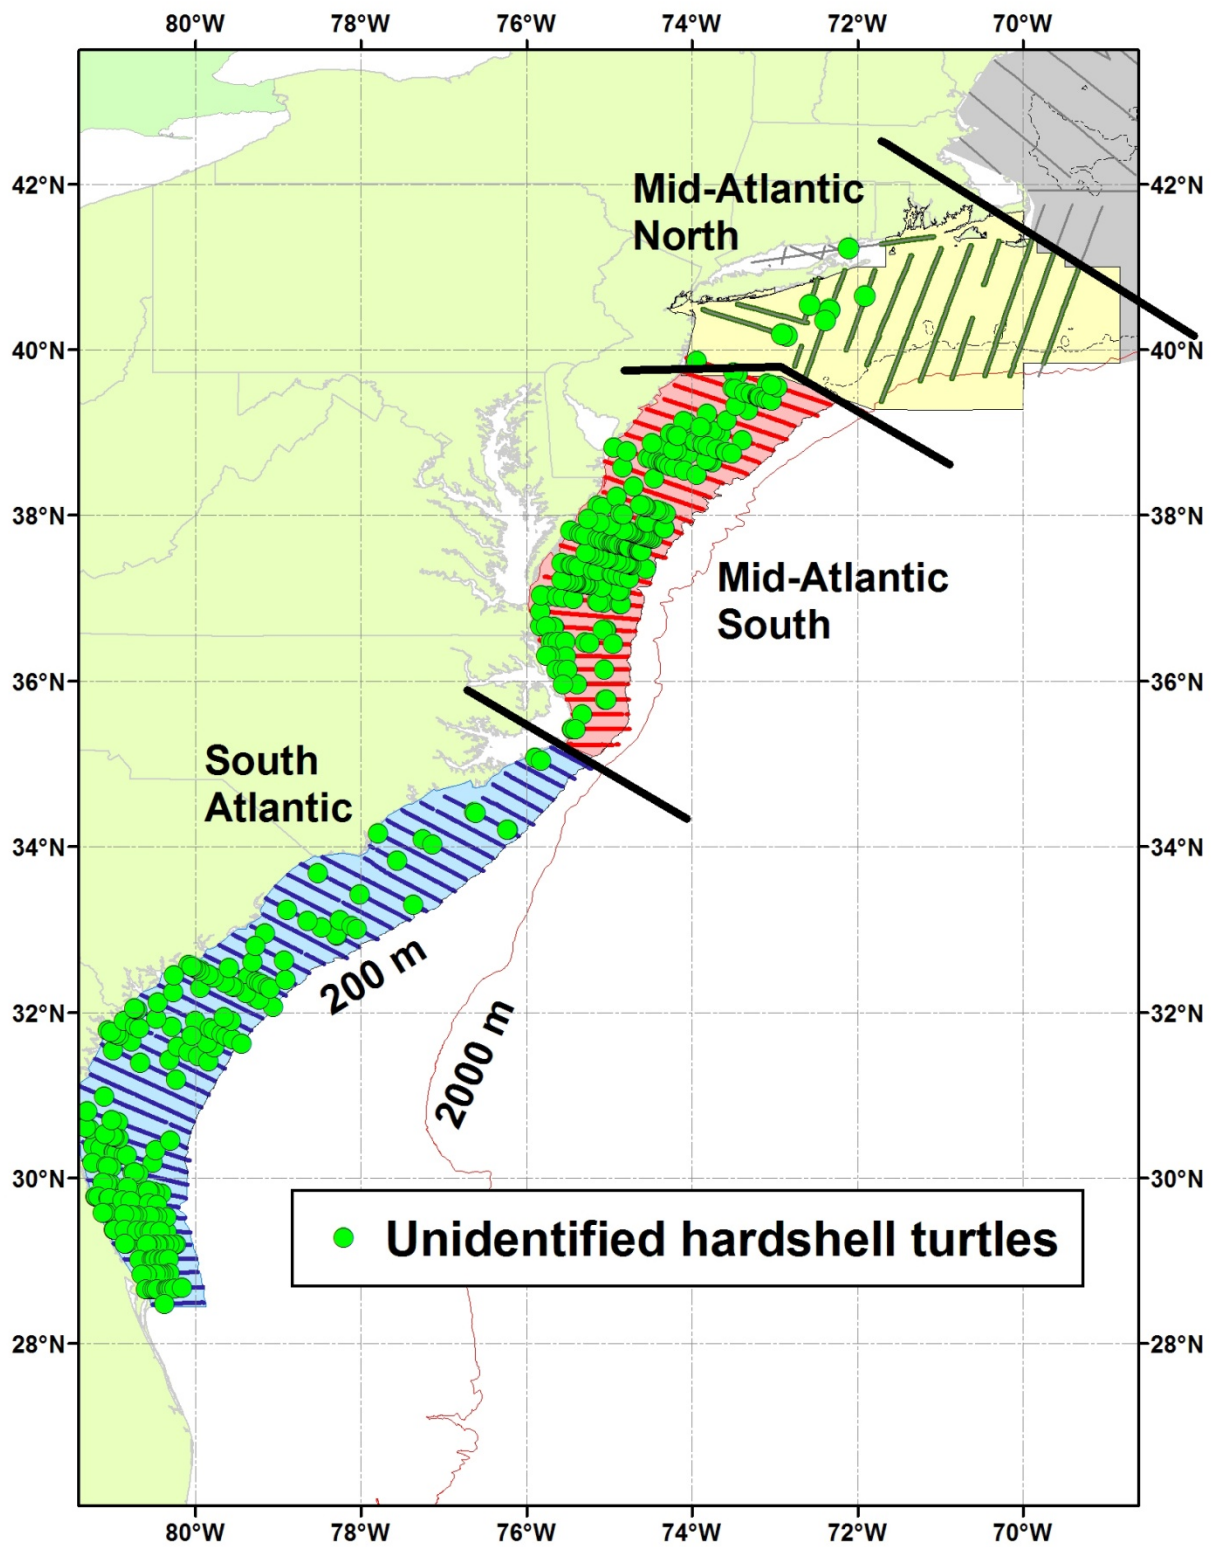 80°W 78°W 76°W 74°W 72°W 70°W
42°N 42°N
Mid-Atlantic
North
40°N 40°N
38°N 38°N
Mid-Atlantic
South
36°N 36°N
South
Atlantic
34°N 34°N
200 m
32°N 32°N
2000 m
30°N 30°N
Unidentified hardshell turtles
28°N 28°N
80°W 78°W 76°W 74°W 72°W 70°W